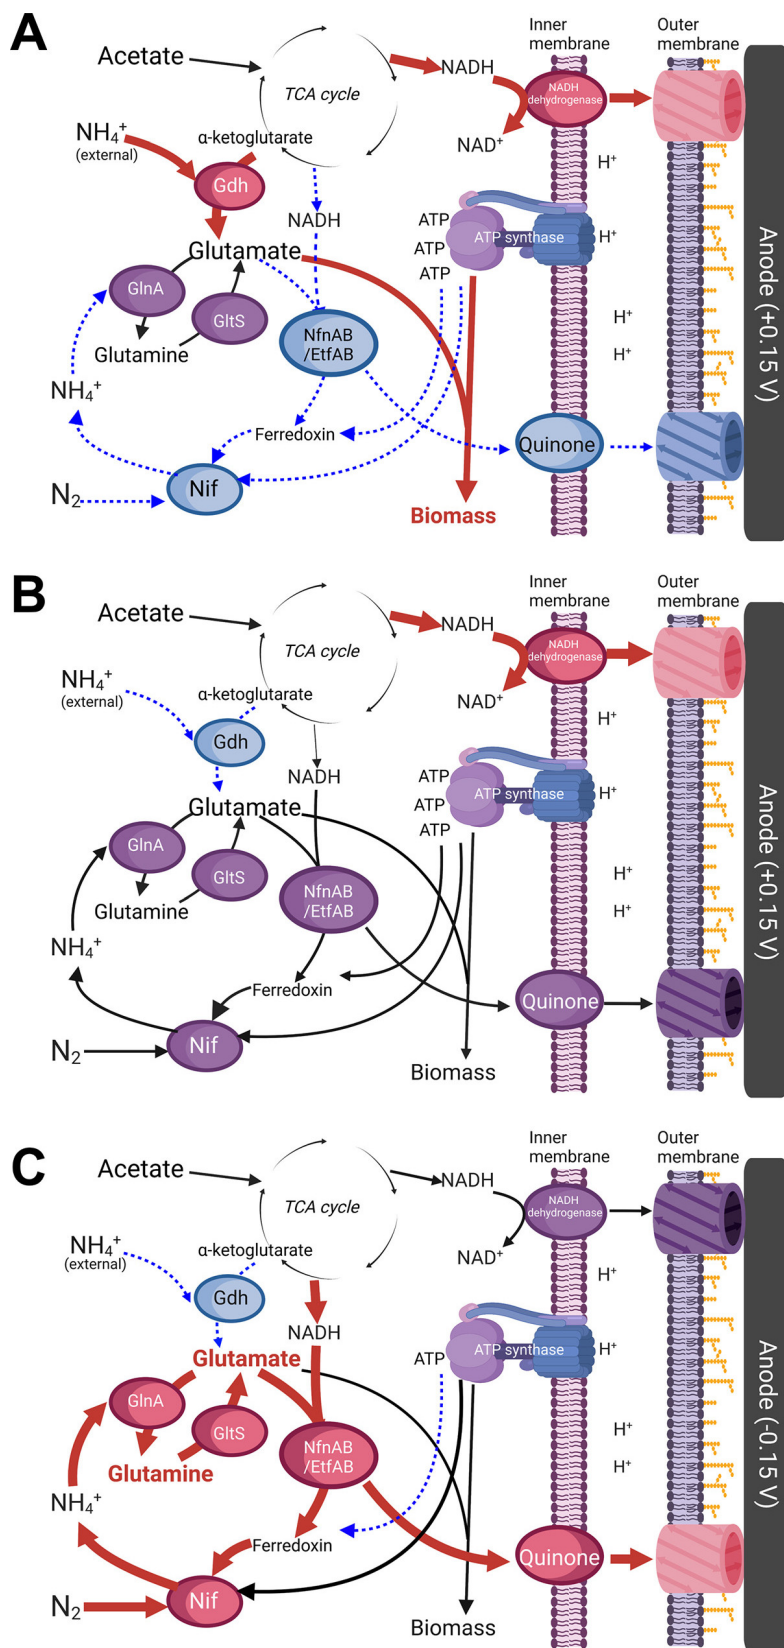 A
Inner
membrane
Outer
membrane
Acetate
TCA cycle
NADH
NADH
dehydrogenase
NAD⁺
NH₄⁺
(external)
α-ketoglutarate
Gdh
H⁺
NADH
ATP
ATP
ATP
ATP synthase
H⁺
Glutamate
GlnA
GltS
Glutamine
NfnAB
/EtfAB
H⁺
H⁺
NH₄⁺
Ferredoxin
Quinone
N₂
Nif
Biomass
Anode (+0.15 V)
B
Inner
membrane
Outer
membrane
Acetate
TCA cycle
NADH
NADH
dehydrogenase
NAD⁺
NH₄⁺
(external)
α-ketoglutarate
Gdh
H⁺
NADH
ATP
ATP
ATP
ATP synthase
H⁺
Glutamate
GlnA
GltS
Glutamine
NfnAB
/EtfAB
H⁺
H⁺
NH₄⁺
Ferredoxin
Quinone
N₂
Nif
Biomass
Anode (+0.15 V)
C
Inner
membrane
Outer
membrane
Acetate
TCA cycle
NADH
NADH
dehydrogenase
NAD⁺
NH₄⁺
(external)
α-ketoglutarate
Gdh
H⁺
NADH
ATP
ATP synthase
H⁺
Glutamate
GlnA
GltS
Glutamine
NfnAB
/EtfAB
H⁺
H⁺
NH₄⁺
Ferredoxin
Quinone
N₂
Nif
Biomass
Anode (-0.15 V)